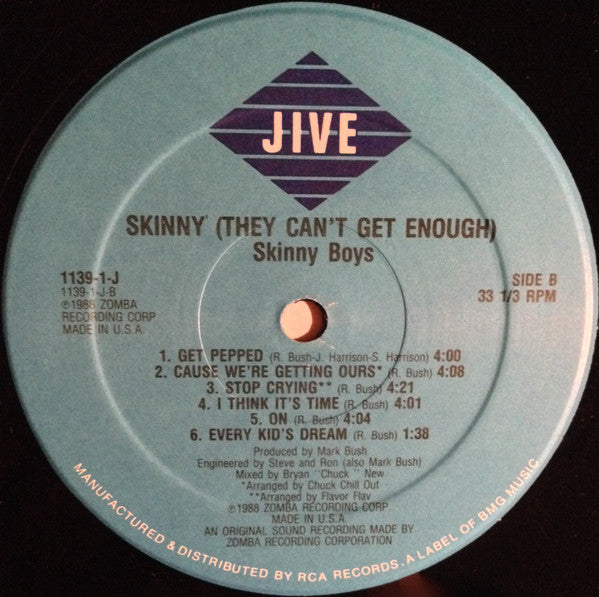 JIVE
SKINNY (THEY CAN'T GET ENOUGH)
Skinny Boys
1139-1-J
1139-1-J-B
℗1988 ZOMBA
RECORDING CORP
MADE IN U.S.A.
SIDE B
33 1/3 RPM
1. GET PEPPED (R. Bush-J. Harrison-S. Harrison) 4:00
2. CAUSE WE'RE GETTING OURS* (R. Bush) 4:08
3. STOP CRYING** (R. Bush) 4:21
4. I THINK IT'S TIME (R. Bush) 4:01
5. ON (R. Bush) 4:04
6. EVERY KID'S DREAM (R. Bush) 1:38
Produced by Mark Bush
Engineered by Steve and Ron (also Mark Bush)
Mixed by Bryan "Chuck" New
*Arranged by Chuck Chill Out
**Arranged by Flavor Flav
℗1988 ZOMBA RECORDING CORP.
MADE IN U.S.A.
AN ORIGINAL SOUND RECORDING MADE BY
ZOMBA RECORDING CORPORATION
MANUFACTURED & DISTRIBUTED BY RCA RECORDS. A LABEL OF BMG MUSIC